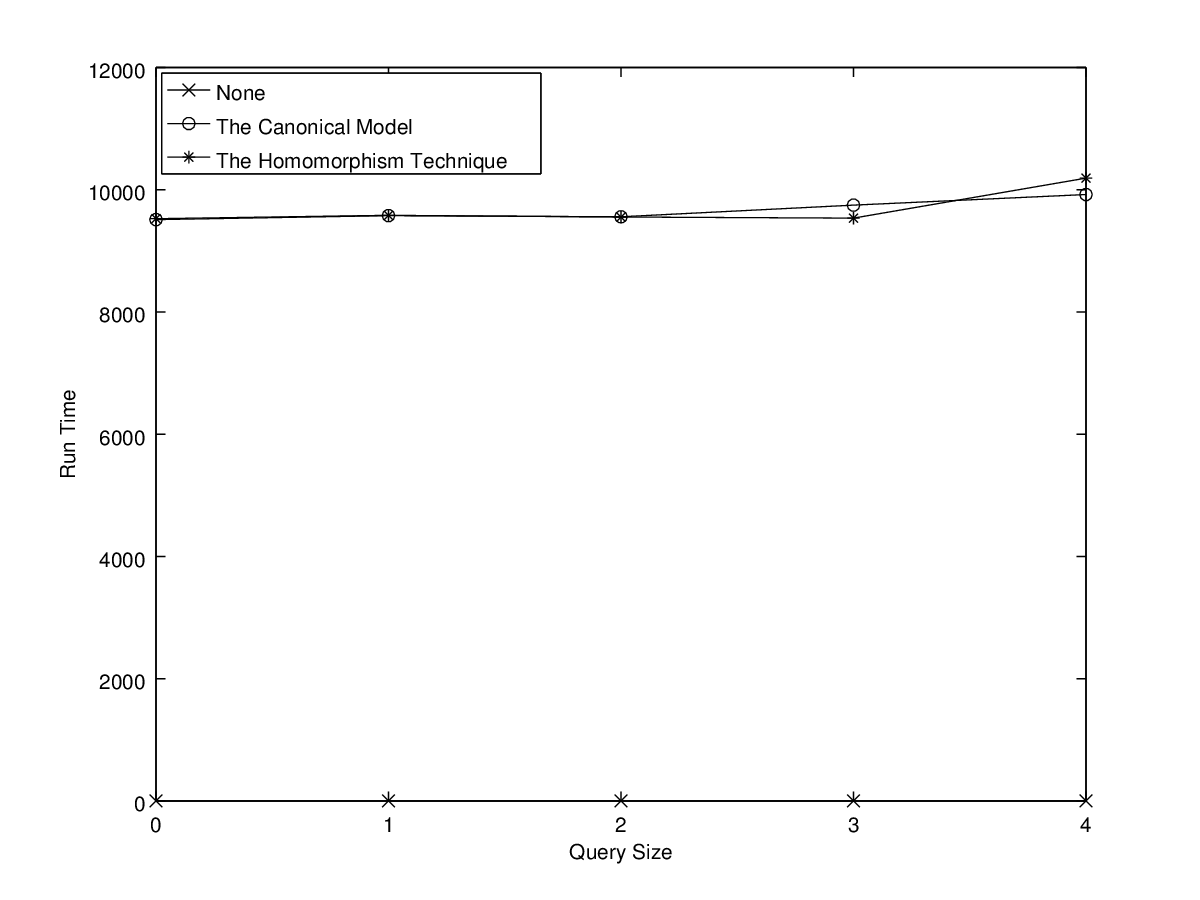 12000
10000
8000
6000
4000
2000
0
None
The Canonical Model
The Homomorphism Technique
Run Time
0 1 2 3 4
Query Size